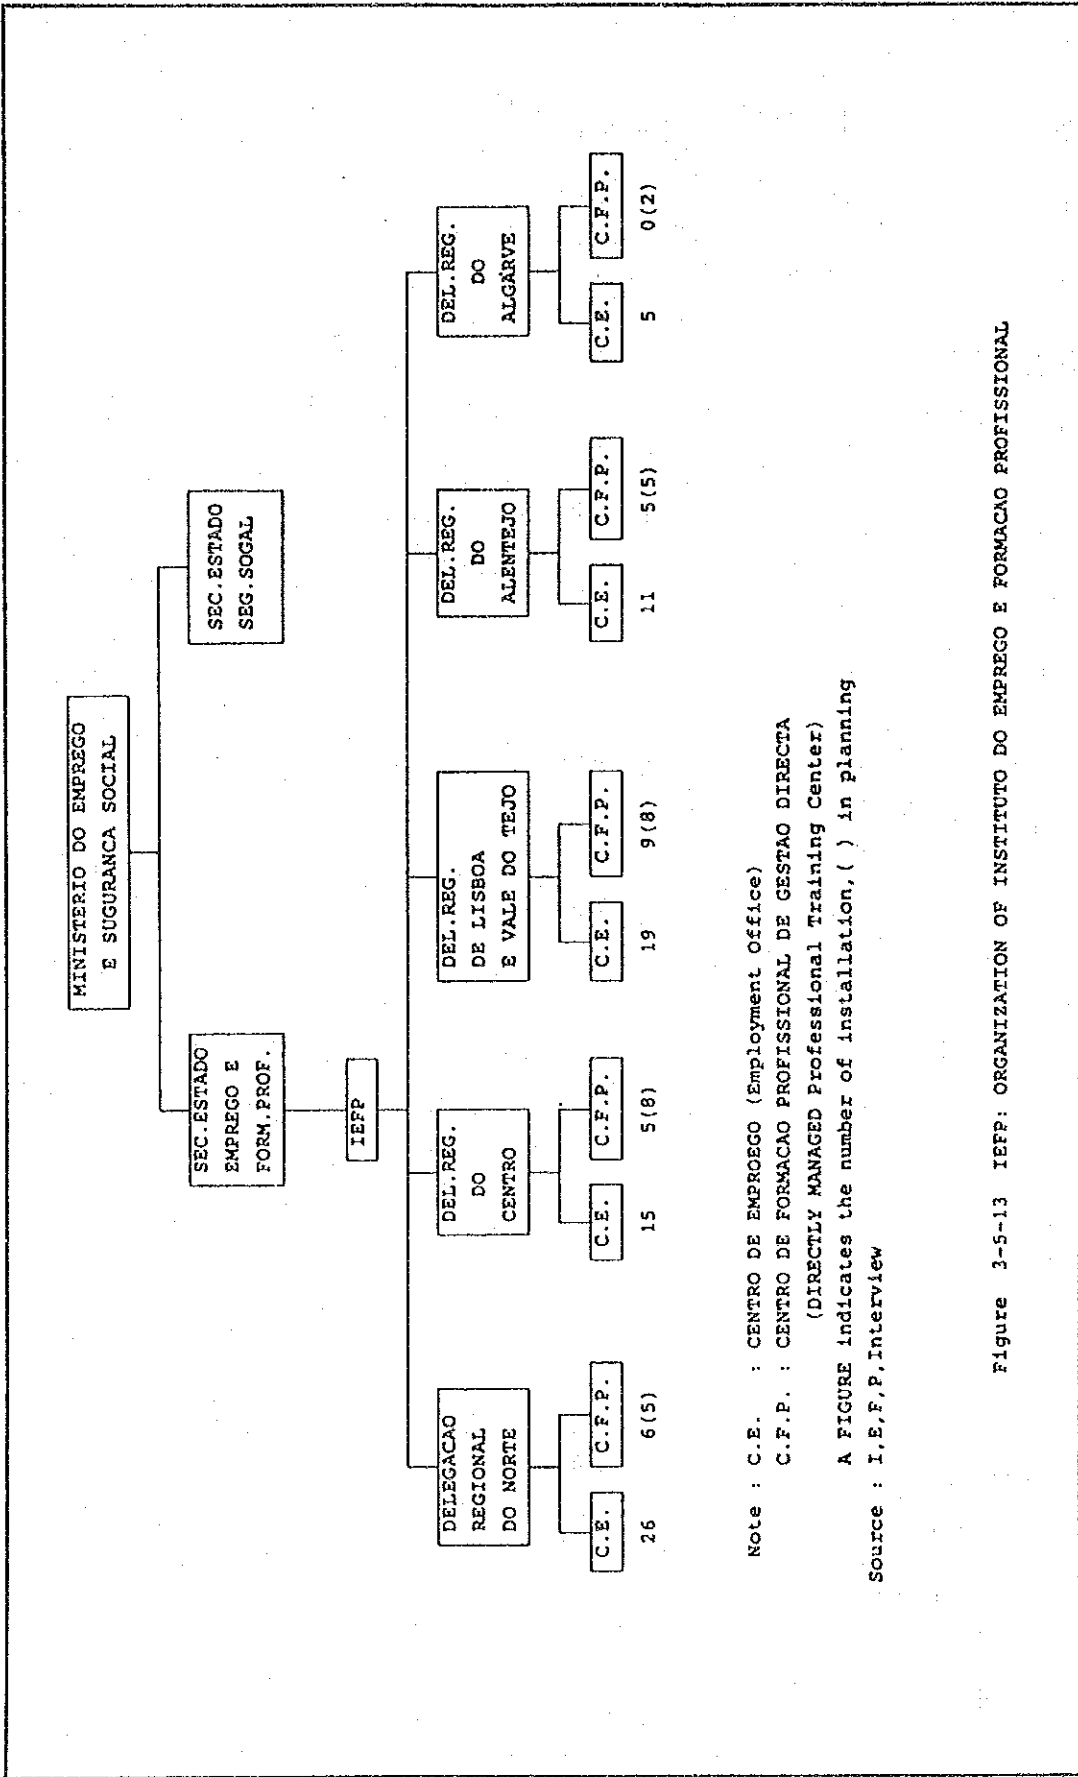 MINISTERIO DO EMPREGO
E SUGURANCA SOCIAL
SEC.ESTADO
EMPREGO E
FORM.PROF.
SEC.ESTADO
SEG.SOGAL
IEFP
DELEGACAO
REGIONAL
DO NORTE
DEL.REG.
DO
CENTRO
DEL.REG.
DE LISBOA
E VALE DO TEJO
DEL.REG.
DO
ALENTEJO
DEL.REG.
DO
ALGARVE
C.E. C.F.P. C.E. C.F.P. C.E. C.F.P. C.E. C.F.P. C.E. C.F.P.
26 6(5) 15 5(8) 19 9(8) 11 5(5) 5 0(2)
Note : C.E. : CENTRO DE EMPROEGO (Employment Office)
C.F.P. : CENTRO DE FORMACAO PROFISSIONAL DE GESTAO DIRECTA
(DIRECTLY MANAGED Professional Training Center)
A FIGURE indicates the number of installation,( ) in planning
Source : I,E,F,P,Interview
Figure 3-5-13 IEFP: ORGANIZATION OF INSTITUTO DO EMPREGO E FORMACAO PROFISSIONAL